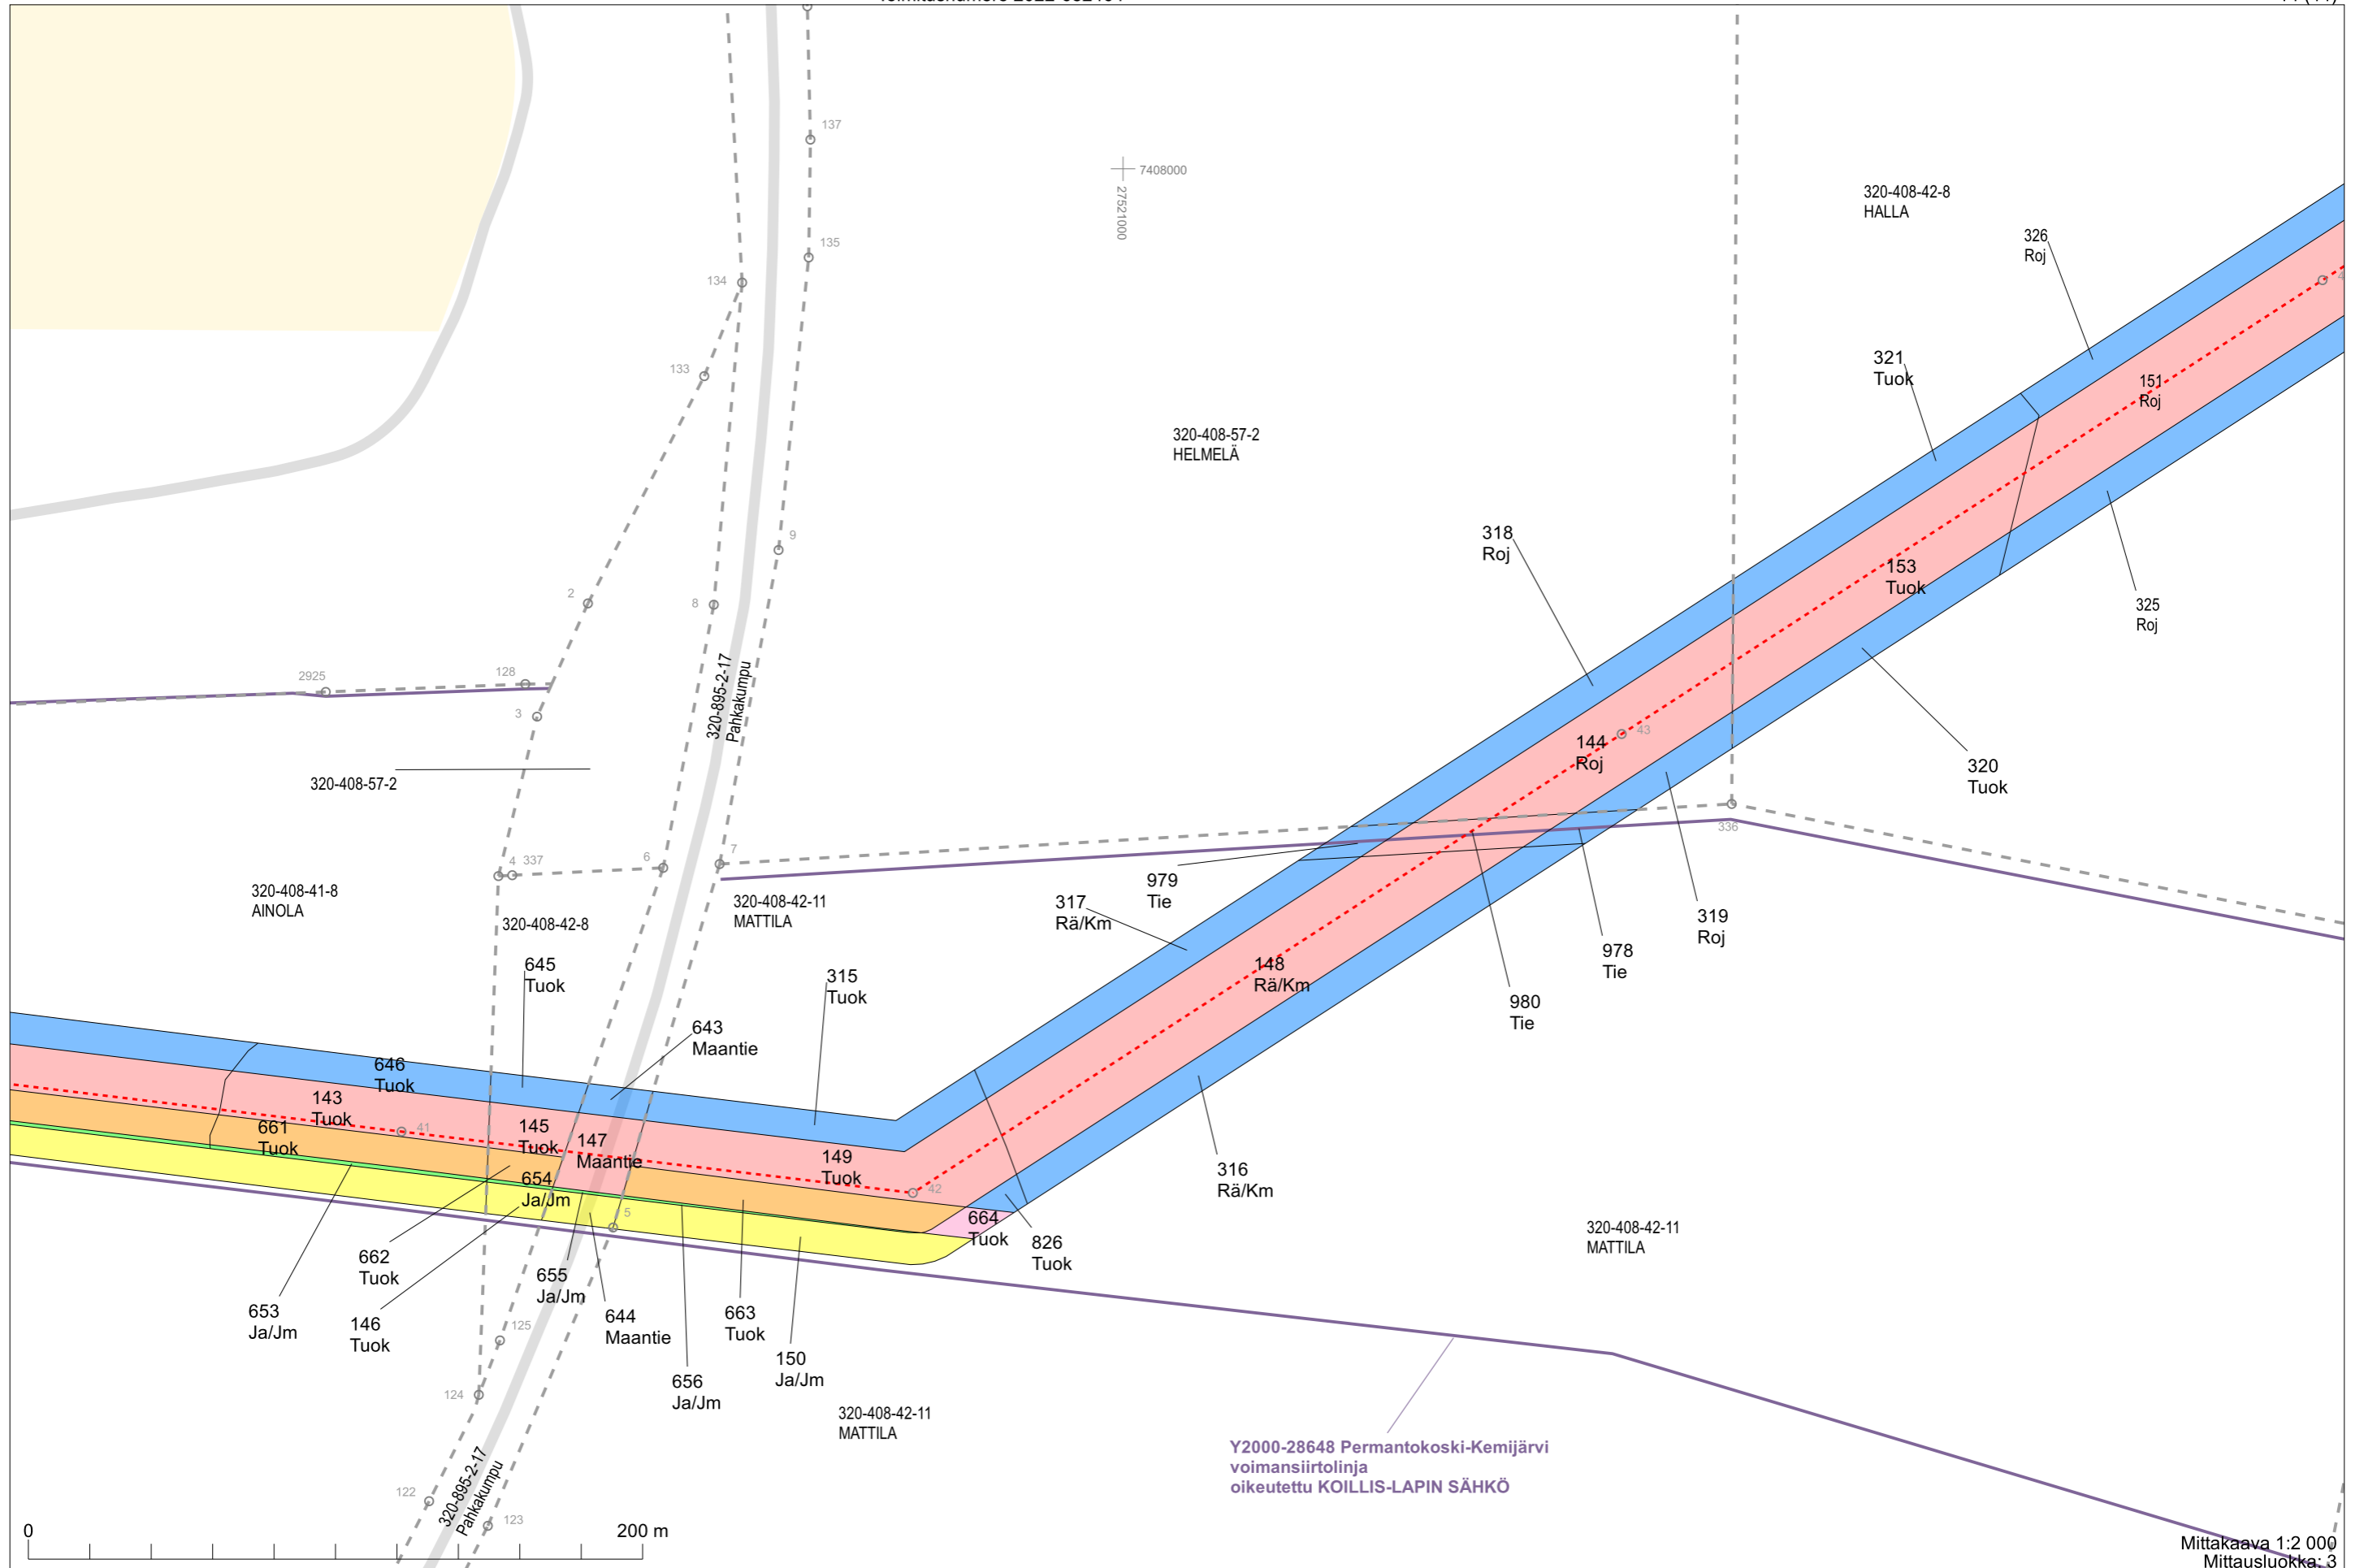 137
7408000
27521000
320-408-42-8
HALLA
326
Roj
135
134
321
Tuok
133
151
Roj
320-408-57-2
HELMELÄ
318
Roj
9
2
8
153
Tuok
325
Roj
2925
128
3
320-895-2-17
Pahkakumpu
43
144
Roj
320
Tuok
320-408-57-2
336
4
337
6
7
320-408-41-8
AINOLA
320-408-42-8
320-408-42-11
MATTILA
979
Tie
317
Rä/Km
319
Roj
978
Tie
645
Tuok
315
Tuok
148
Rä/Km
980
Tie
643
Maantie
646
Tuok
143
Tuok
661
Tuok
41
145
Tuok
147
Maantie
149
Tuok
654
Ja/Jm
42
316
Rä/Km
5
664
Tuok
826
Tuok
320-408-42-11
MATTILA
662
Tuok
655
Ja/Jm
653
Ja/Jm
146
Tuok
125
644
Maantie
663
Tuok
150
Ja/Jm
656
Ja/Jm
124
320-408-42-11
MATTILA
Y2000-28648 Permantokoski-Kemijärvi
voimansiirtolinja
oikeutettu KOILLIS-LAPIN SÄHKÖ
122
320-895-2-17
Pahkakumpu
123
0
200 m
Mittakaava 1:2 000
Mittausluokka: 3